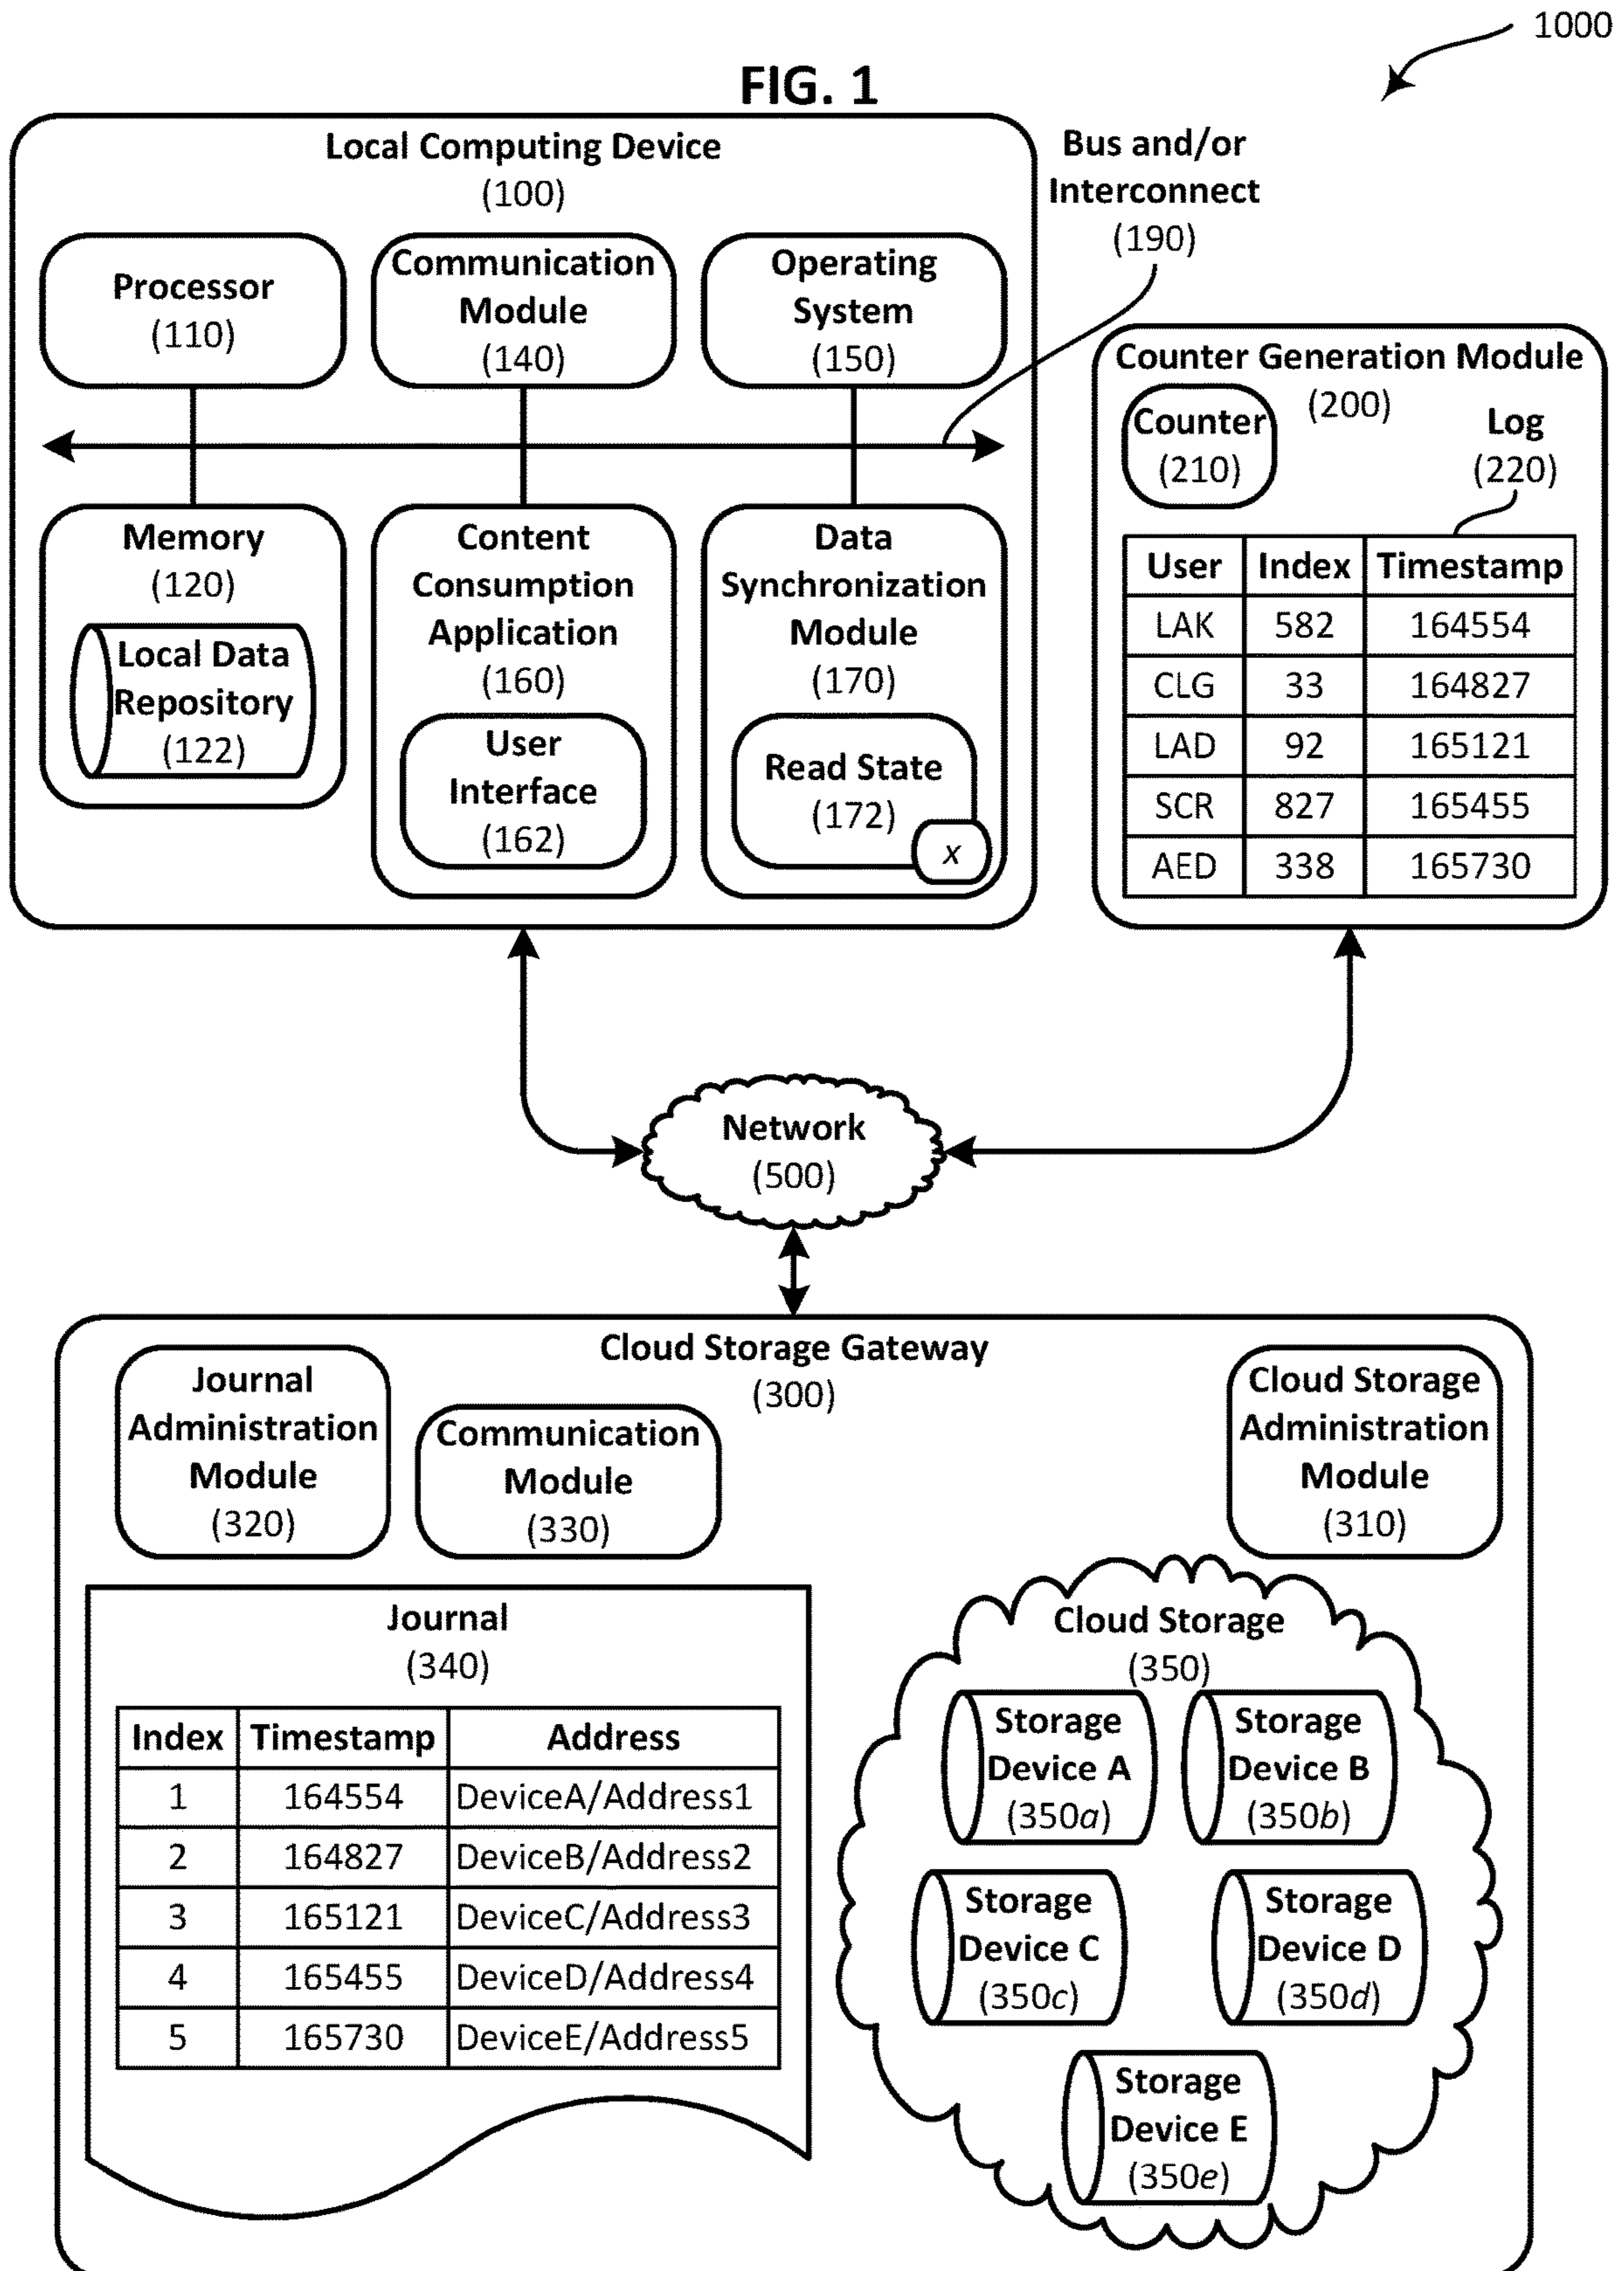 1000
FIG. 1
Local Computing Device
(100)
Bus and/or
Interconnect
(190)
Processor
(110)
Communication
Module
(140)
Operating
System
(150)
Memory
(120)
Local Data
Repository
(122)
Content
Consumption
Application
(160)
User
Interface
(162)
Data
Synchronization
Module
(170)
Read State
(172)
x
Counter Generation Module
(200)
Counter
(210)
Log
(220)
User Index Timestamp
LAK 582 164554
CLG 33 164827
LAD 92 165121
SCR 827 165455
AED 338 165730
Network
(500)
Cloud Storage Gateway
(300)
Journal
Administration
Module
(320)
Communication
Module
(330)
Cloud Storage
Administration
Module
(310)
Journal
(340)
Index Timestamp Address
1 164554 DeviceA/Address1
2 164827 DeviceB/Address2
3 165121 DeviceC/Address3
4 165455 DeviceD/Address4
5 165730 DeviceE/Address5
Cloud Storage
(350)
Storage
Device A
(350a)
Storage
Device B
(350b)
Storage
Device C
(350c)
Storage
Device D
(350d)
Storage
Device E
(350e)